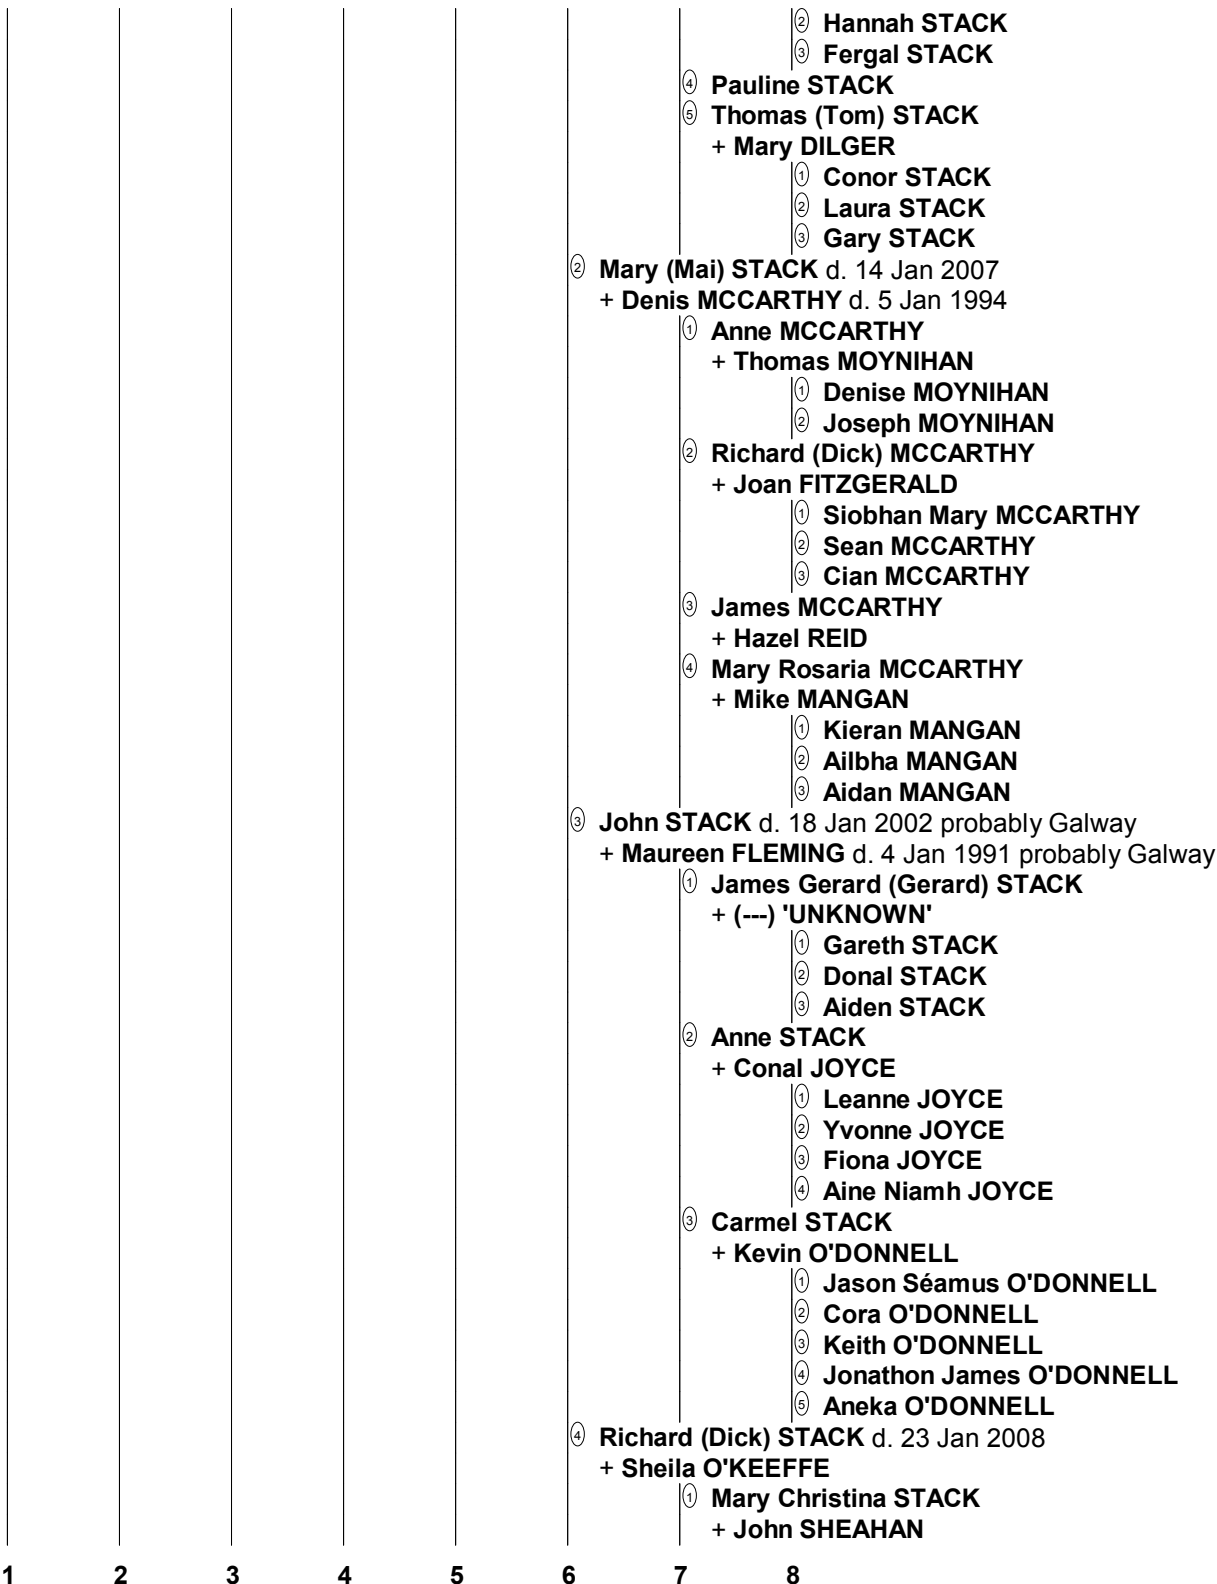 ② Hannah STACK
③ Fergal STACK
④ Pauline STACK
⑤ Thomas (Tom) STACK
+ Mary DILGER
① Conor STACK
② Laura STACK
③ Gary STACK
② Mary (Mai) STACK d. 14 Jan 2007
+ Denis MCCARTHY d. 5 Jan 1994
① Anne MCCARTHY
+ Thomas MOYNIHAN
① Denise MOYNIHAN
② Joseph MOYNIHAN
② Richard (Dick) MCCARTHY
+ Joan FITZGERALD
① Siobhan Mary MCCARTHY
② Sean MCCARTHY
③ Cian MCCARTHY
③ James MCCARTHY
+ Hazel REID
④ Mary Rosaria MCCARTHY
+ Mike MANGAN
① Kieran MANGAN
② Ailbha MANGAN
③ Aidan MANGAN
③ John STACK d. 18 Jan 2002 probably Galway
+ Maureen FLEMING d. 4 Jan 1991 probably Galway
① James Gerard (Gerard) STACK
+ (---) 'UNKNOWN'
① Gareth STACK
② Donal STACK
③ Aiden STACK
② Anne STACK
+ Conal JOYCE
① Leanne JOYCE
② Yvonne JOYCE
③ Fiona JOYCE
④ Aine Niamh JOYCE
③ Carmel STACK
+ Kevin O'DONNELL
① Jason Séamus O'DONNELL
② Cora O'DONNELL
③ Keith O'DONNELL
④ Jonathon James O'DONNELL
⑤ Aneka O'DONNELL
④ Richard (Dick) STACK d. 23 Jan 2008
+ Sheila O'KEEFFE
① Mary Christina STACK
+ John SHEAHAN
1 2 3 4 5 6 7 8